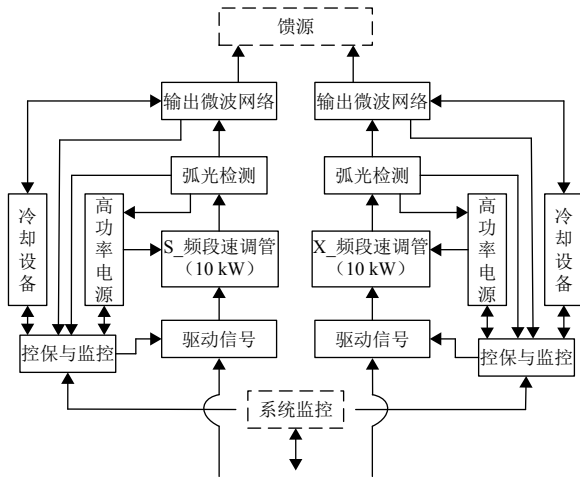 馈源
输出微波网络
输出微波网络
弧光检测
弧光检测
冷却设备
高功率电源
S_频段速调管
（10 kW）
X_频段速调管
（10 kW）
高功率电源
冷却设备
驱动信号
驱动信号
控保与监控
控保与监控
系统监控